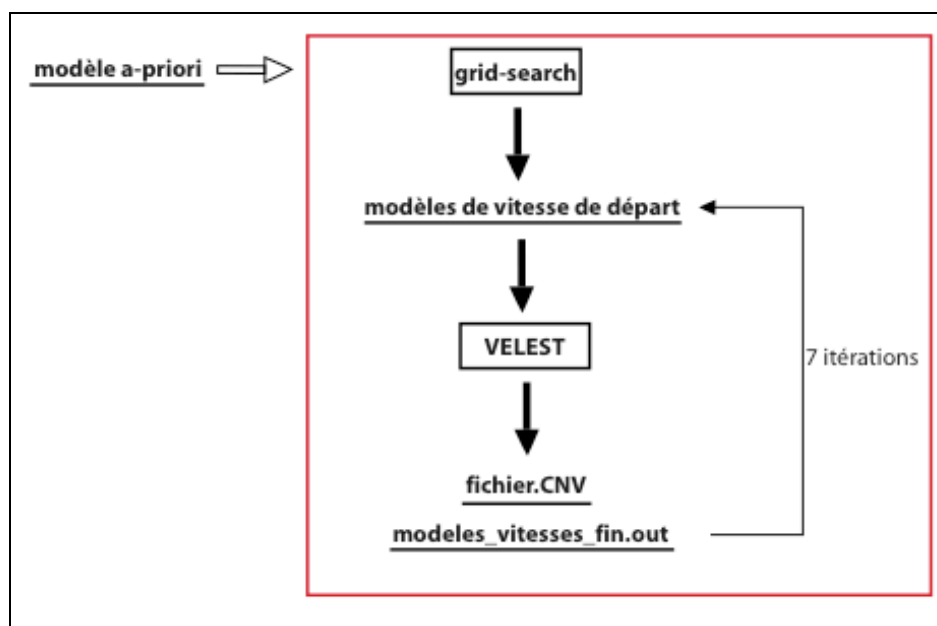 modèle a-priori
grid-search
modèles de vitesse de départ
VELEST
7 itérations
fichier.CNV
modeles_vitesses_fin.out